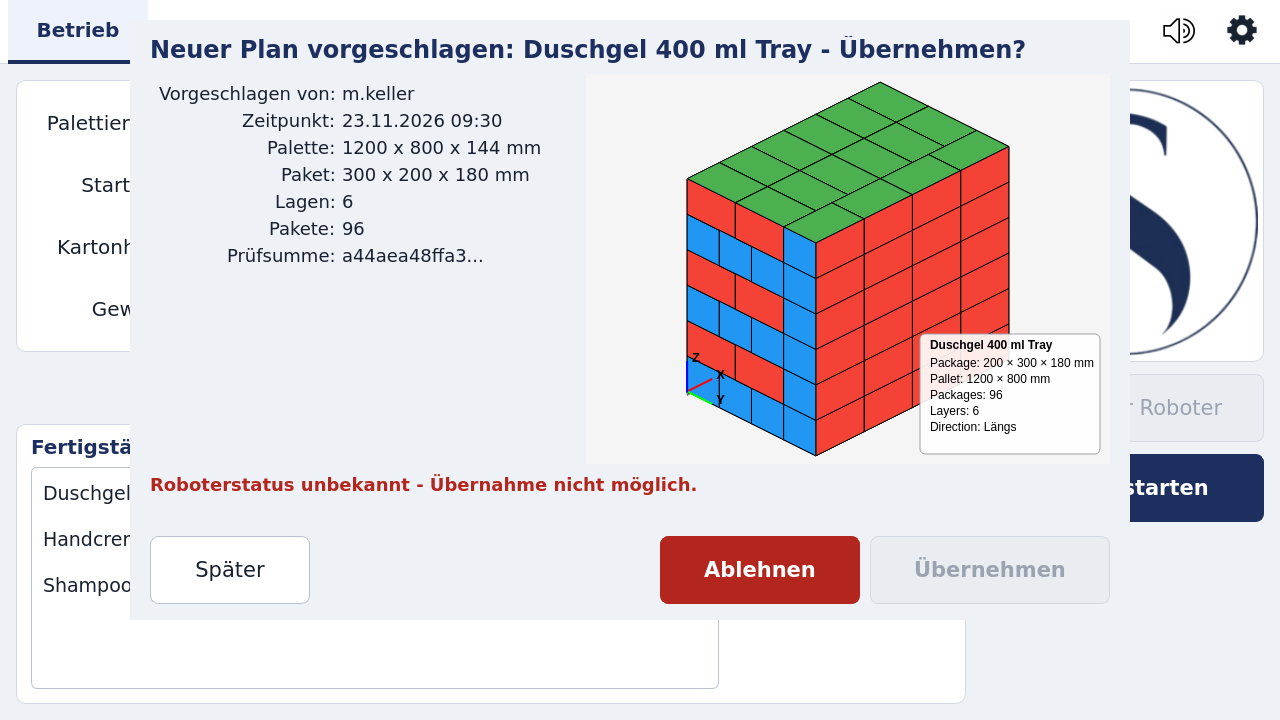 Betrieb
Neuer Plan vorgeschlagen: Duschgel 400 ml Tray - Übernehmen?
Vorgeschlagen von: m.keller
Zeitpunkt: 23.11.2026 09:30
Palette: 1200 x 800 x 144 mm
Paket: 300 x 200 x 180 mm
Lagen: 6
Pakete: 96
Prüfsumme: a44aea48ffa3...
Z
X
Y
Duschgel 400 ml Tray
Package: 200 × 300 × 180 mm
Pallet: 1200 × 800 mm
Packages: 96
Layers: 6
Direction: Längs
Roboterstatus unbekannt - Übernahme nicht möglich.
Später
Ablehnen
Übernehmen
Palettier
Start
Kartonh
Gew
Fertigstä
Duschgel
Handcrer
Shampoo
r Roboter
starten